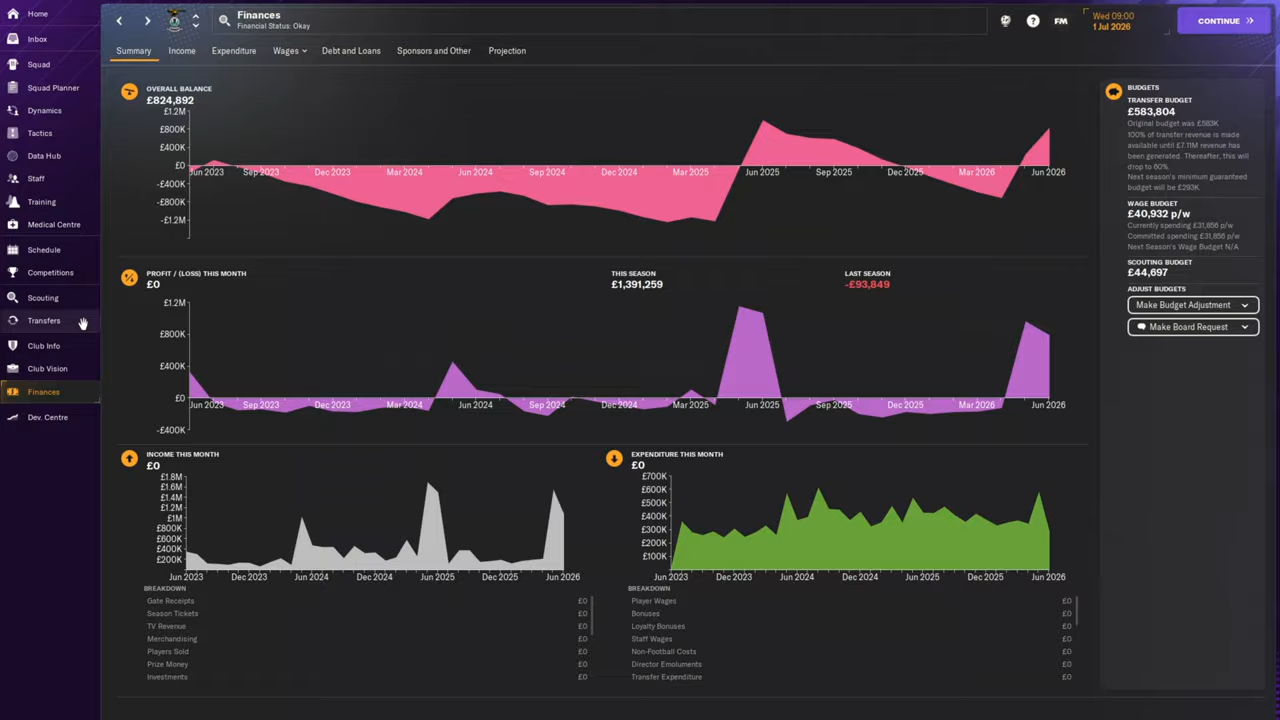 Home
Inbox
Squad
Squad Planner
Dynamics
Tactics
Data Hub
Staff
Training
Medical Centre
Schedule
Competitions
Scouting
Transfers
Club Info
Club Vision
Finances
Dev. Centre
Finances
Financial Status: Okay
?
FM
Wed 09:00
1 Jul 2026
CONTINUE
Summary
Income
Expenditure
Wages
Debt and Loans
Sponsors and Other
Projection
OVERALL BALANCE
£824,892
£1.2M
£800K
£400K
£0
-£400K
-£800K
-£1.2M
Jun 2023
Sep 2023
Dec 2023
Mar 2024
Jun 2024
Sep 2024
Dec 2024
Mar 2025
Jun 2025
Sep 2025
Dec 2025
Mar 2026
Jun 2026
PROFIT / (LOSS) THIS MONTH
£0
THIS SEASON
£1,391,259
LAST SEASON
-£93,849
£1.2M
£800K
£400K
£0
-£400K
Jun 2023
Sep 2023
Dec 2023
Mar 2024
Jun 2024
Sep 2024
Dec 2024
Mar 2025
Jun 2025
Sep 2025
Dec 2025
Mar 2026
Jun 2026
INCOME THIS MONTH
£0
£1.8M
£1.6M
£1.4M
£1.2M
£1M
£800K
£600K
£400K
£200K
Jun 2023
Dec 2023
Jun 2024
Dec 2024
Jun 2025
Dec 2025
Jun 2026
BREAKDOWN
Gate Receipts £0
Season Tickets £0
TV Revenue £0
Merchandising £0
Players Sold £0
Prize Money £0
Investments £0
EXPENDITURE THIS MONTH
£0
£700K
£600K
£500K
£400K
£300K
£200K
£100K
Jun 2023
Dec 2023
Jun 2024
Dec 2024
Jun 2025
Dec 2025
Jun 2026
BREAKDOWN
Player Wages £0
Bonuses £0
Loyalty Bonuses £0
Staff Wages £0
Non-Football Costs £0
Director Emoluments £0
Transfer Expenditure £0
BUDGETS
TRANSFER BUDGET
£583,804
Original budget was £583K
100% of transfer revenue is made
available until £7.11M revenue has
been generated. Thereafter, this will
drop to 60%.
Next season's minimum guaranteed
budget will be £293K
WAGE BUDGET
£40,932 p/w
Currently spending £31,856 p/w
Committed spending £31,856 p/w
Next Season's Wage Budget N/A
SCOUTING BUDGET
£44,697
ADJUST BUDGETS
Make Budget Adjustment
Make Board Request